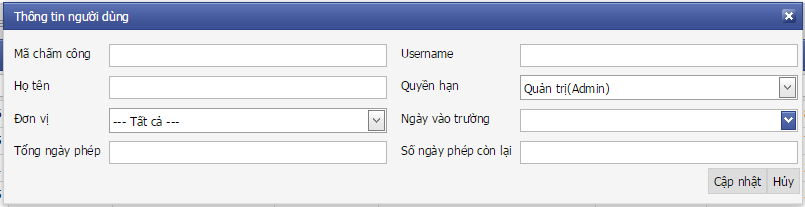 Thông tin người dùng
Mã chấm công
Username
Họ tên
Quyền hạn
Quản trị(Admin)
Đơn vị
--- Tất cả ---
Ngày vào trường
Tổng ngày phép
Số ngày phép còn lại
Cập nhật
Hủy